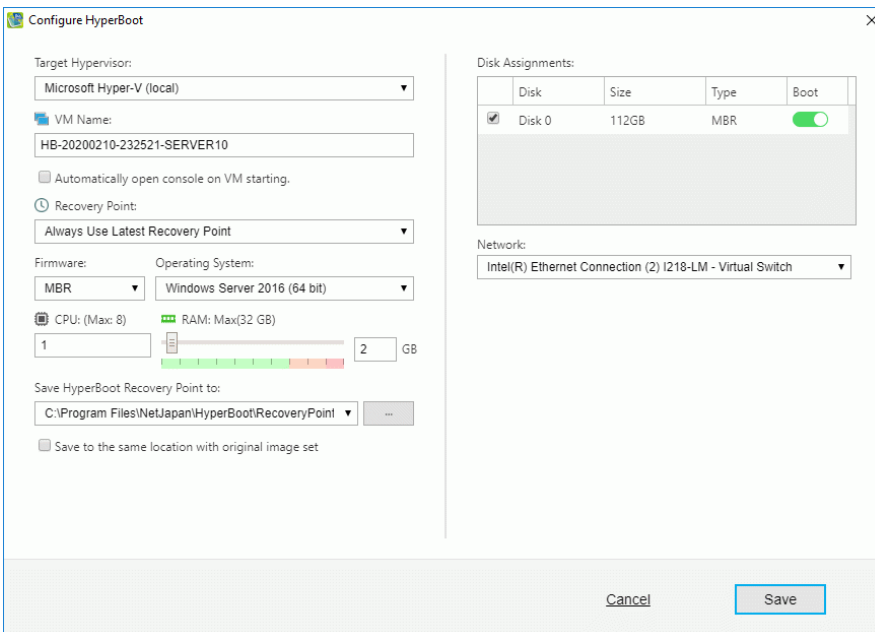 Configure HyperBoot
Target Hypervisor:
Microsoft Hyper-V (local)
VM Name:
HB-20200210-232521-SERVER10
Automatically open console on VM starting.
Recovery Point:
Always Use Latest Recovery Point
Firmware: Operating System:
MBR Windows Server 2016 (64 bit)
CPU: (Max: 8) RAM: Max(32 GB)
1 2 GB
Save HyperBoot Recovery Point to:
C:\Program Files\NetJapan\HyperBoot\RecoveryPoint ...
Save to the same location with original image set
Disk Assignments:
Disk Size Type Boot
Disk 0 112GB MBR
Network:
Intel(R) Ethernet Connection (2) I218-LM - Virtual Switch
Cancel Save